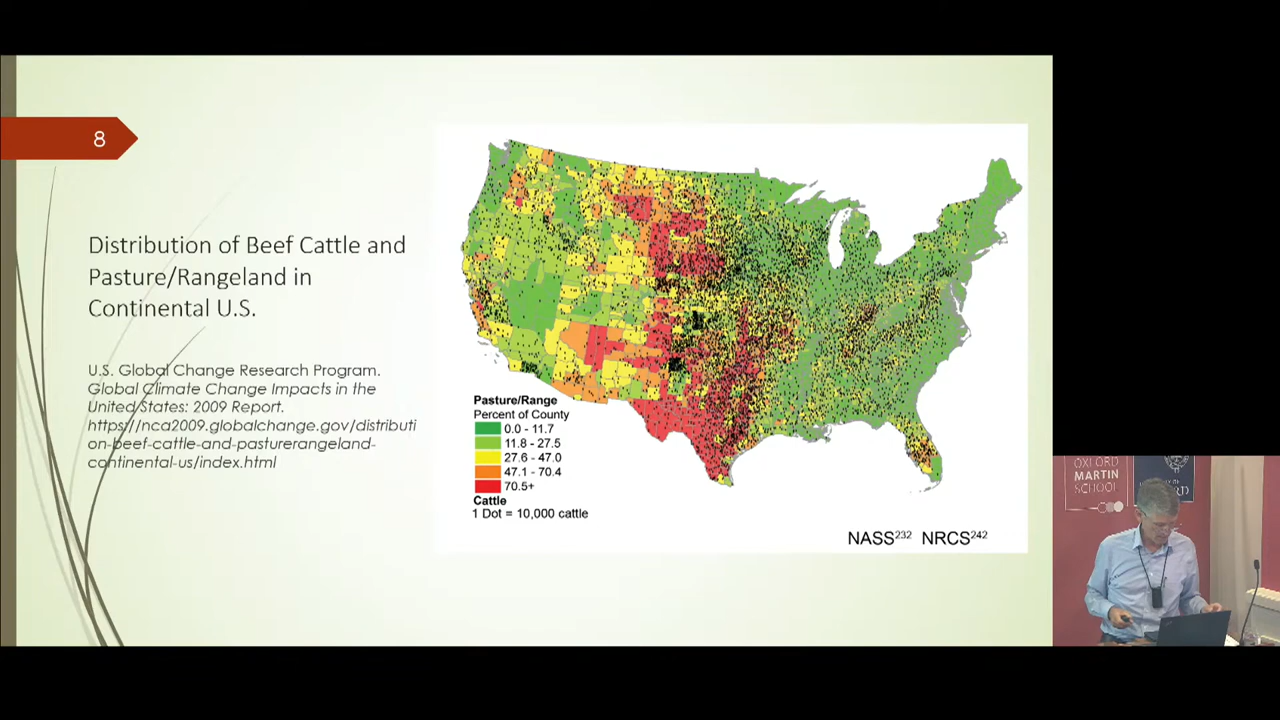 8
Distribution of Beef Cattle and
Pasture/Rangeland in
Continental U.S.
U.S. Global Change Research Program.
Global Climate Change Impacts in the
United States: 2009 Report.
https://nca2009.globalchange.gov/distributi
on-beef-cattle-and-pasturerangeland-
continental-us/index.html
Pasture/Range
Percent of County
0.0 - 11.7
11.8 - 27.5
27.6 - 47.0
47.1 - 70.4
70.5+
Cattle
1 Dot = 10,000 cattle
NASS232 NRCS242
OXFORD
MARTIN
SCHOOL